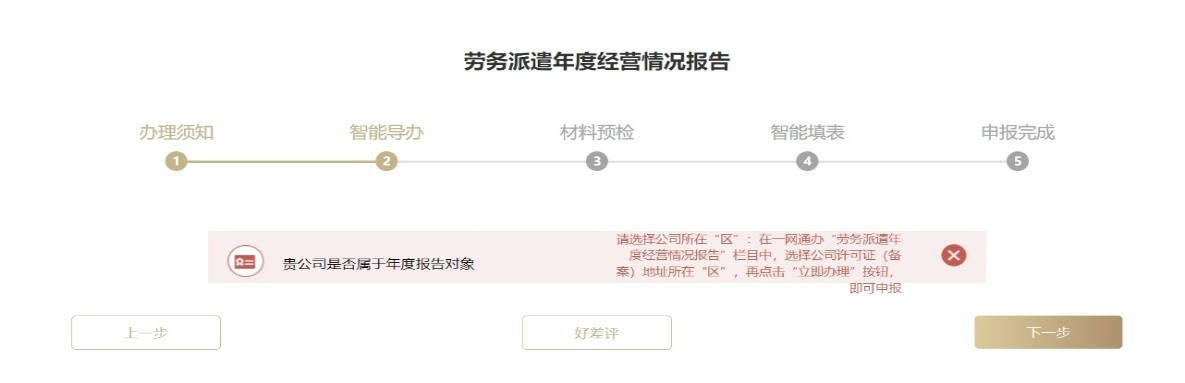 劳务派遣年度经营情况报告
办理须知 智能导办 材料预检 智能填表 申报完成
1 2 3 4 5
请选择公司所在“区”：在一网通办“劳务派遣年
度经营情况报告”栏目中，选择公司许可证（备
案）地址所在“区”，再点击“立即办理”按钮，
即可申报
贵公司是否属于年度报告对象
上一步 好差评 下一步